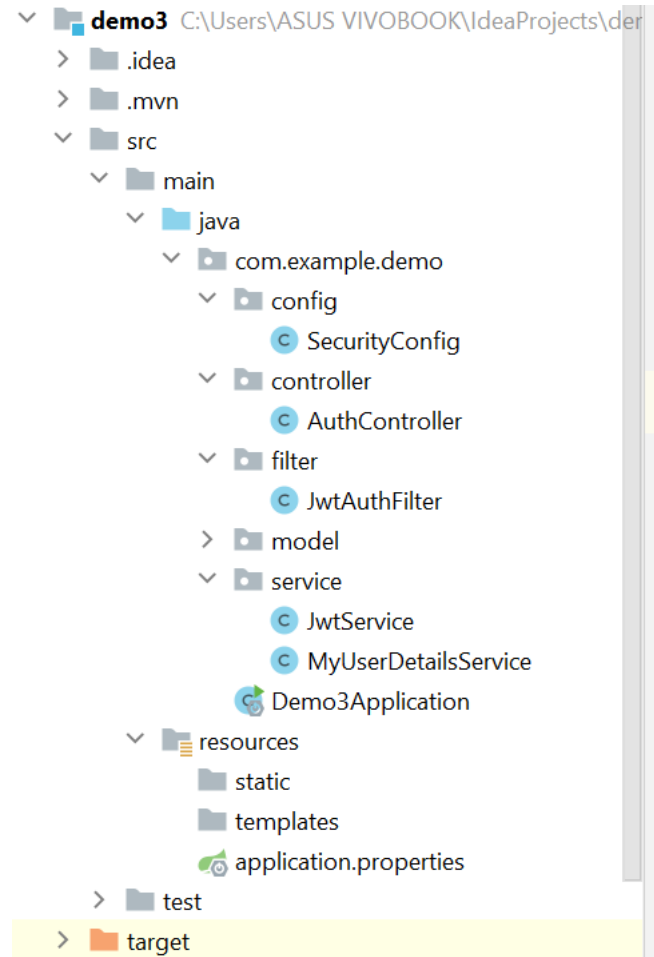 demo3 C:\Users\ASUS VIVOBOOK\IdeaProjects\der
.idea
.mvn
src
main
java
com.example.demo
config
C SecurityConfig
controller
C AuthController
filter
C JwtAuthFilter
model
service
C JwtService
C MyUserDetailsService
Demo3Application
resources
static
templates
application.properties
test
target